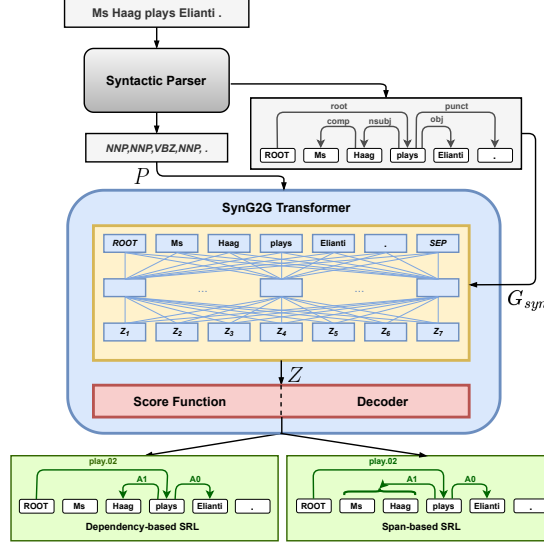 Ms Haag plays Elianti .
Syntactic Parser
NNP,NNP,VBZ,NNP, .
P
root punct
comp nsubj obj
ROOT Ms Haag plays Elianti .
G_syn
SynG2G Transformer
ROOT Ms Haag plays Elianti . SEP
... ...
Z1 Z2 Z3 Z4 Z5 Z6 Z7
Z
Score Function Decoder
play.02
A1 A0
ROOT Ms Haag plays Elianti .
Dependency-based SRL
play.02
A1 A0
ROOT Ms Haag plays Elianti .
Span-based SRL